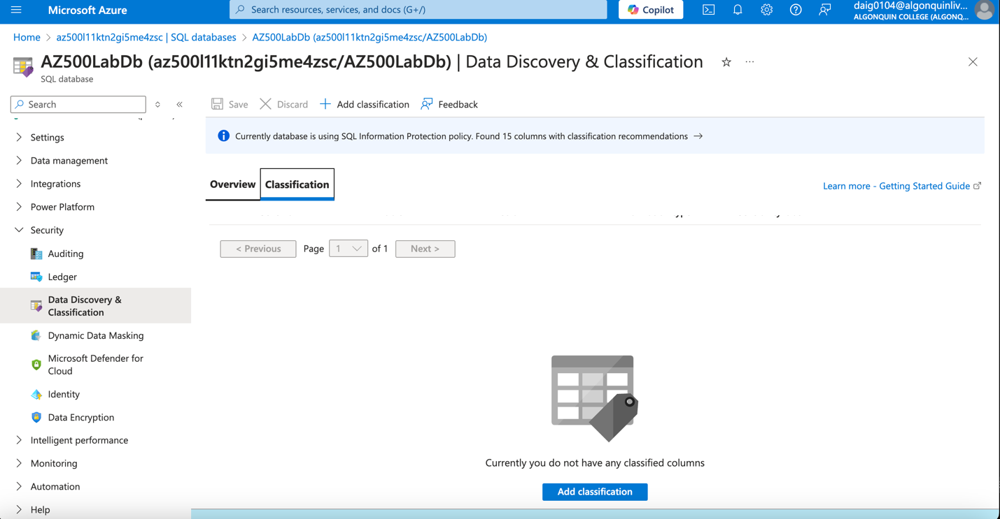 Microsoft Azure
Search resources, services, and docs (G+/)
Copilot
daig0104@algonquinliv...
ALGONQUIN COLLEGE (ALGONQ...
Home > az500l11ktn2gi5me4zsc | SQL databases > AZ500LabDb (az500l11ktn2gi5me4zsc/AZ500LabDb)
AZ500LabDb (az500l11ktn2gi5me4zsc/AZ500LabDb) | Data Discovery & Classification
SQL database
Search
Save
Discard
Add classification
Feedback
Currently database is using SQL Information Protection policy. Found 15 columns with classification recommendations →
Settings
Data management
Integrations
Power Platform
Security
Auditing
Ledger
Data Discovery &
Classification
Dynamic Data Masking
Microsoft Defender for
Cloud
Identity
Data Encryption
Intelligent performance
Monitoring
Automation
Help
Overview
Classification
Learn more - Getting Started Guide
< Previous
Page
1
of 1
Next >
Currently you do not have any classified columns
Add classification